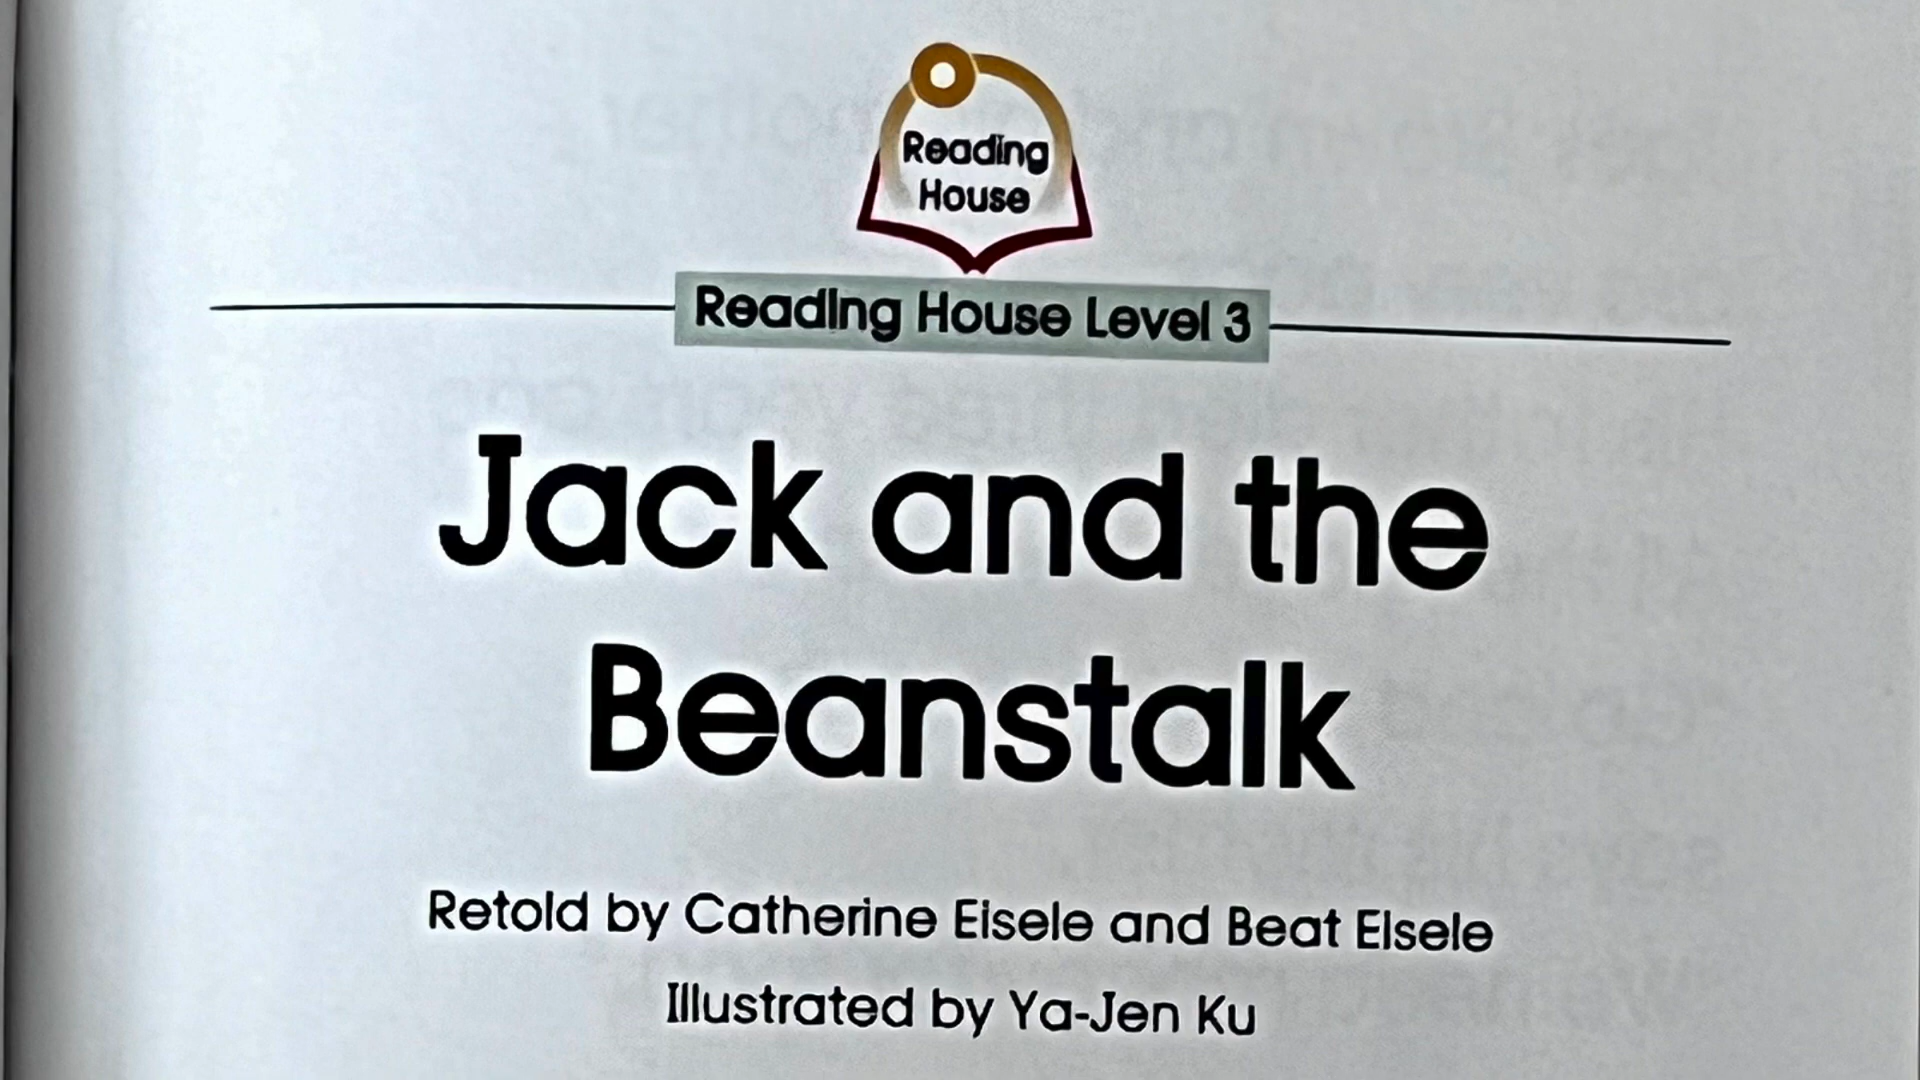 Reading
House
Reading House Level 3
Jack and the
Beanstalk
Retold by Catherine Eisele and Beat Eisele
Illustrated by Ya-Jen Ku